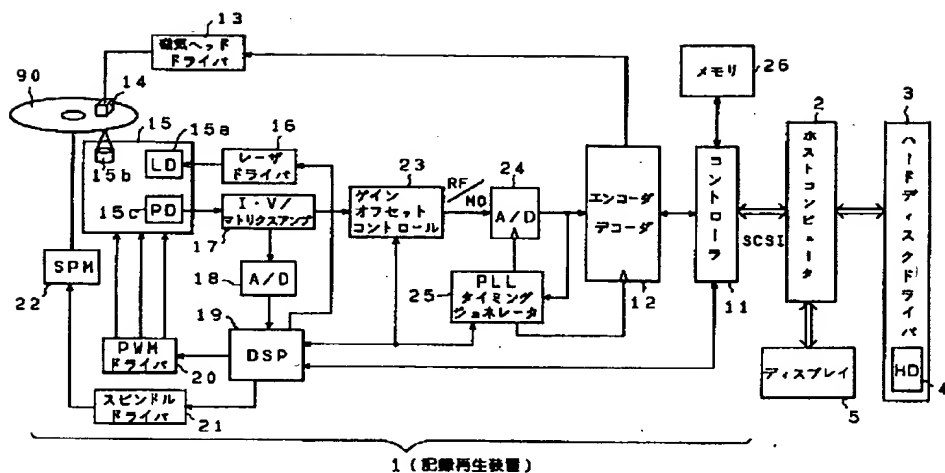 13
磁気ヘッド
ドライバ
90
14
15
15a
LD
15b
15c
PD
16
レーザ
ドライバ
I・V/
マトリクスアンプ
17
23
ゲイン
オフセット
コントロール
RF/
MO
24
A/D
エンコーダ
デコーダ
12
メモリ
26
コントローラ
11
SCSI
2
ホストコンピュータ
3
ハードディスクドライバ
HD
4
ディスプレイ
5
SPM
22
A/D
18
19
DSP
PWM
ドライバ
20
スピンドル
ドライバ
21
PLL
タイミング
ジェネレータ
25
1(記録再生装置)